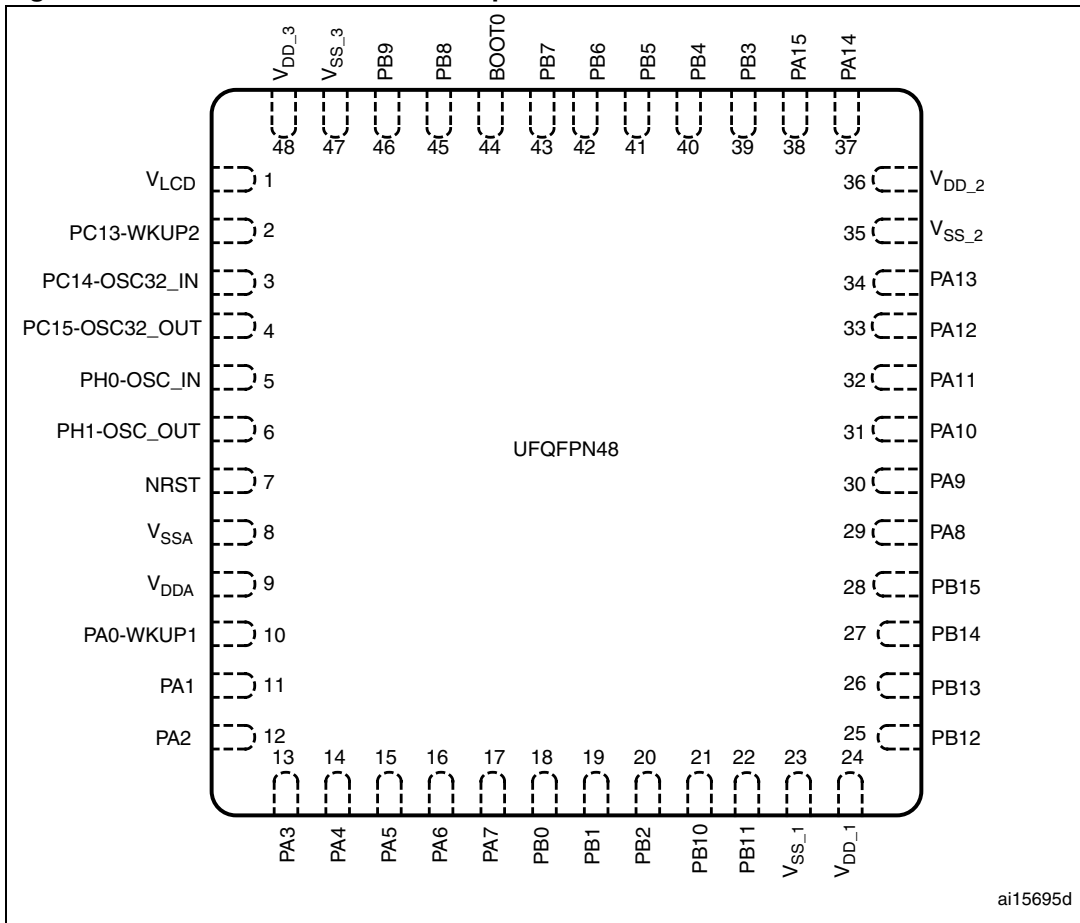 VDD_3
VSS_3
PB9
PB8
BOOT0
PB7
PB6
PB5
PB4
PB3
PA15
PA14
48 47 46 45 44 43 42 41 40 39 38 37
VLCD 1
PC13-WKUP2 2
PC14-OSC32_IN 3
PC15-OSC32_OUT 4
PH0-OSC_IN 5
PH1-OSC_OUT 6
NRST 7
VSSA 8
VDDA 9
PA0-WKUP1 10
PA1 11
PA2 12
UFQFPN48
36 VDD_2
35 VSS_2
34 PA13
33 PA12
32 PA11
31 PA10
30 PA9
29 PA8
28 PB15
27 PB14
26 PB13
25 PB12
13 14 15 16 17 18 19 20 21 22 23 24
PA3
PA4
PA5
PA6
PA7
PB0
PB1
PB2
PB10
PB11
VSS_1
VDD_1
ai15695d